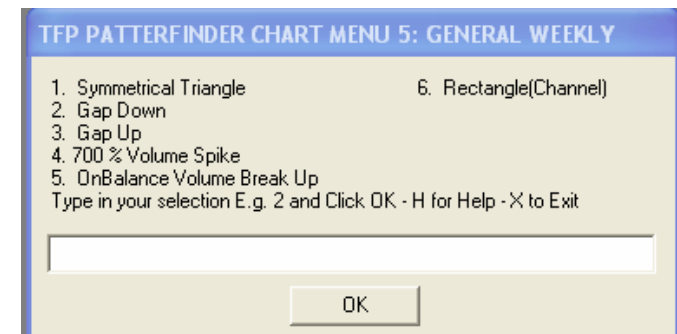 TFP PATTERFINDER CHART MENU 5: GENERAL WEEKLY
1. Symmetrical Triangle 6. Rectangle(Channel)
2. Gap Down
3. Gap Up
4. 700 % Volume Spike
5. OnBalance Volume Break Up
Type in your selection E.g. 2 and Click OK - H for Help - X to Exit
OK